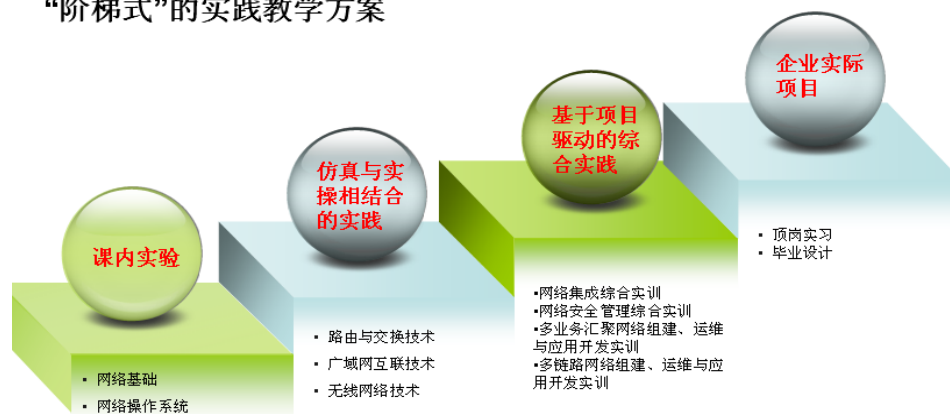 “阶梯式”的实践教学方案
课内实验
▪ 网络基础
▪ 网络操作系统
仿真与实
操相结合
的实践
▪ 路由与交换技术
▪ 广域网互联技术
▪ 无线网络技术
基于项目
驱动的综
合实践
▪网络集成综合实训
▪网络安全管理综合实训
▪多业务汇聚网络组建、运维
与应用开发实训
▪多链路网络组建、运维与应
用开发实训
企业实际
项目
▪ 顶岗实习
▪ 毕业设计